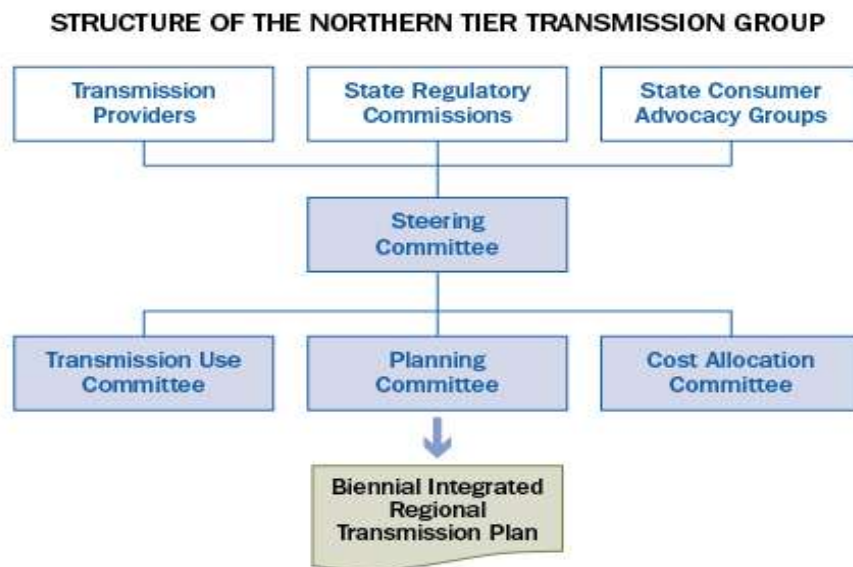 STRUCTURE OF THE NORTHERN TIER TRANSMISSION GROUP
Transmission
Providers
State Regulatory
Commissions
State Consumer
Advocacy Groups
Steering
Committee
Transmission Use
Committee
Planning
Committee
Cost Allocation
Committee
Biennial Integrated
Regional
Transmission Plan